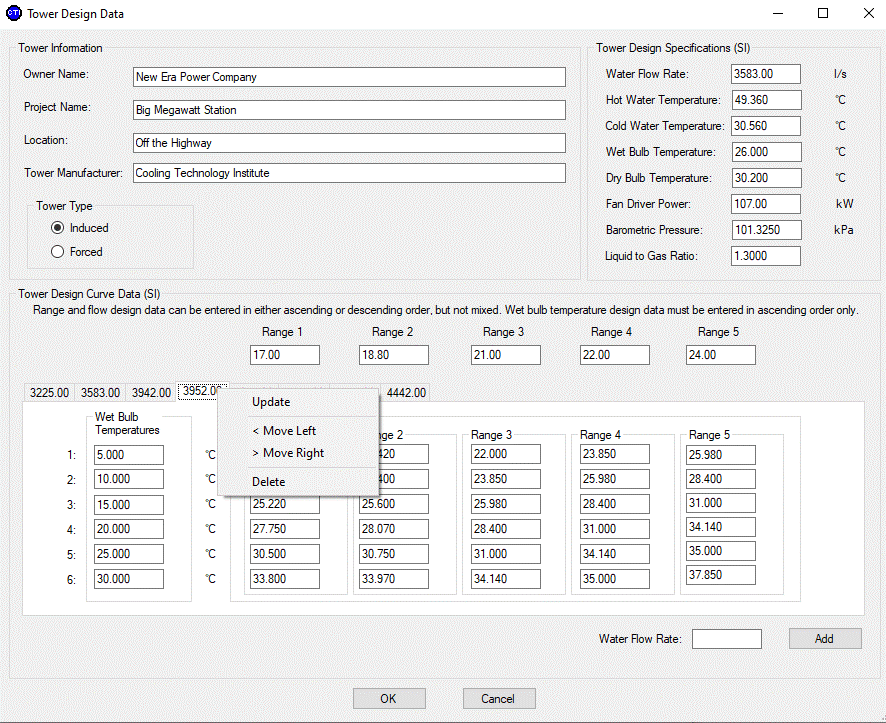 CTI Tower Design Data
Tower Information
Owner Name: New Era Power Company
Project Name: Big Megawatt Station
Location: Off the Highway
Tower Manufacturer: Cooling Technology Institute
Tower Type
Induced
Forced
Tower Design Specifications (SI)
Water Flow Rate: 3583.00 l/s
Hot Water Temperature: 49.360 °C
Cold Water Temperature: 30.560 °C
Wet Bulb Temperature: 26.000 °C
Dry Bulb Temperature: 30.200 °C
Fan Driver Power: 107.00 kW
Barometric Pressure: 101.3250 kPa
Liquid to Gas Ratio: 1.3000
Tower Design Curve Data (SI)
Range and flow design data can be entered in either ascending or descending order, but not mixed. Wet bulb temperature design data must be entered in ascending order only.
Range 1 Range 2 Range 3 Range 4 Range 5
17.00 18.80 21.00 22.00 24.00
3225.00 3583.00 3942.00 3952.00 4442.00
Update
< Move Left
> Move Right
Delete
Wet Bulb
Temperatures
nge 2 Range 3 Range 4 Range 5
1: 5.000 °C 420 22.000 23.850 25.980
2: 10.000 °C 400 23.850 25.980 28.400
3: 15.000 °C 25.220 25.600 25.980 28.400 31.000
4: 20.000 °C 27.750 28.070 28.400 31.000 34.140
5: 25.000 °C 30.500 30.750 31.000 34.140 35.000
6: 30.000 °C 33.800 33.970 34.140 35.000 37.850
Water Flow Rate: Add
OK Cancel